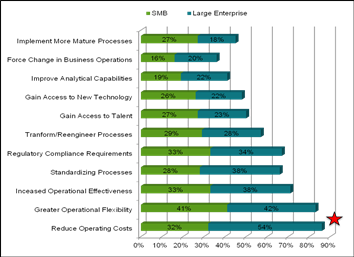 SMB Large Enterprise
Implement More Mature Processes 27% 18%
Force Change in Business Operations 16% 20%
Improve Analytical Capabilities 19% 22%
Gain Access to New Technology 26% 22%
Gain Access to Talent 27% 23%
Tranform/Reengineer Processes 29% 28%
Regulatory Compliance Requirements 33% 34%
Standardizing Processes 28% 38%
Inceased Operational Effectiveness 33% 38%
Greater Operational Flexibility 41% 42%
Reduce Operating Costs 32% 54%
0% 10% 20% 30% 40% 50% 60% 70% 80% 90%